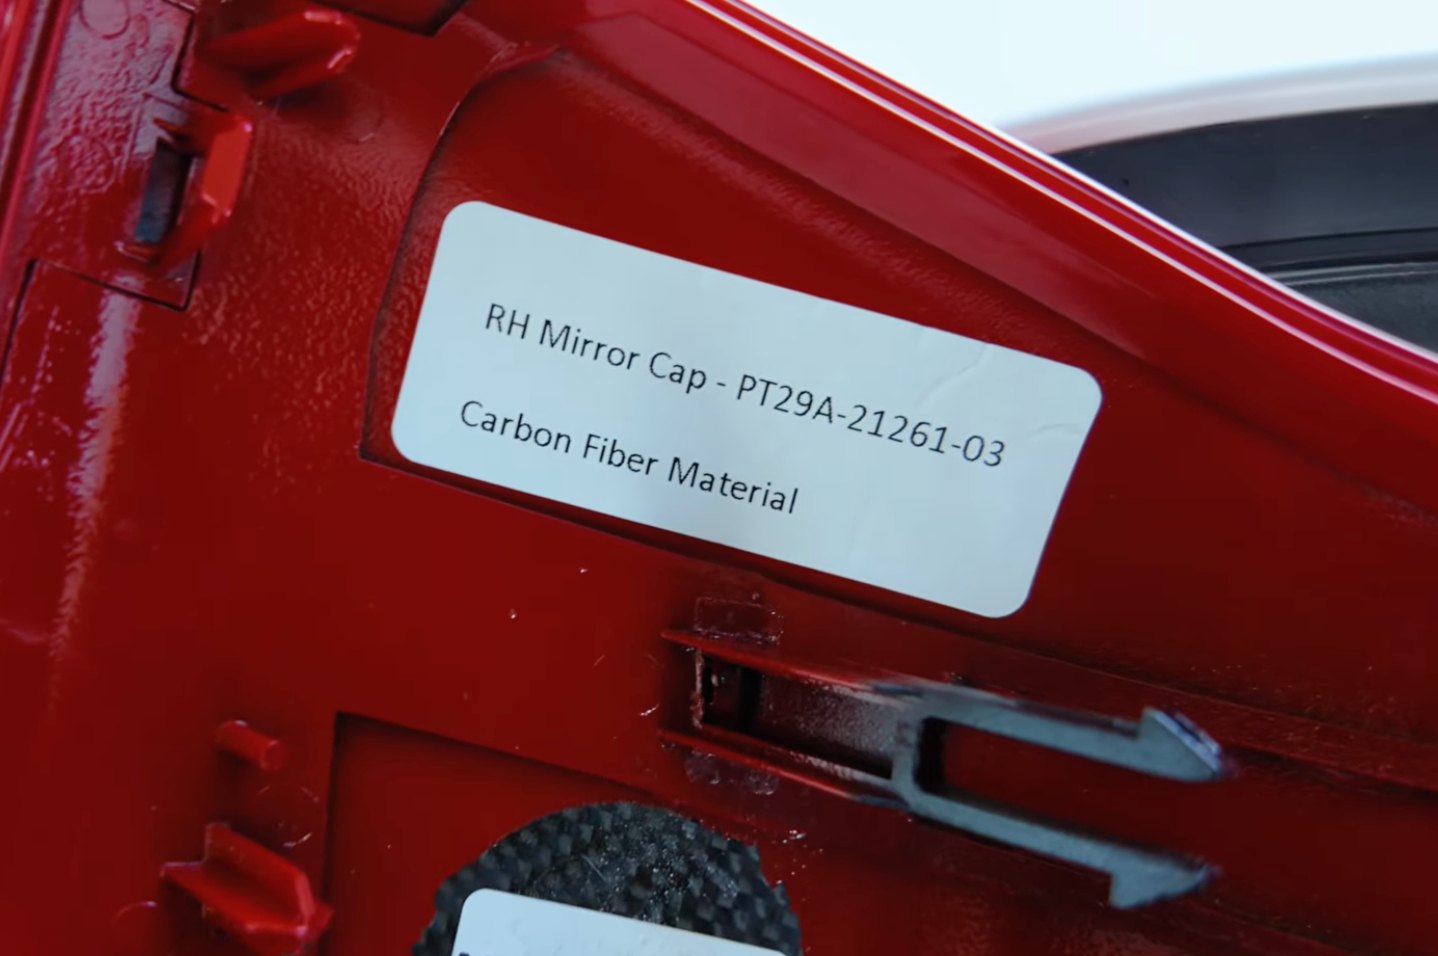 RH Mirror Cap - PT29A-21261-03
Carbon Fiber Material